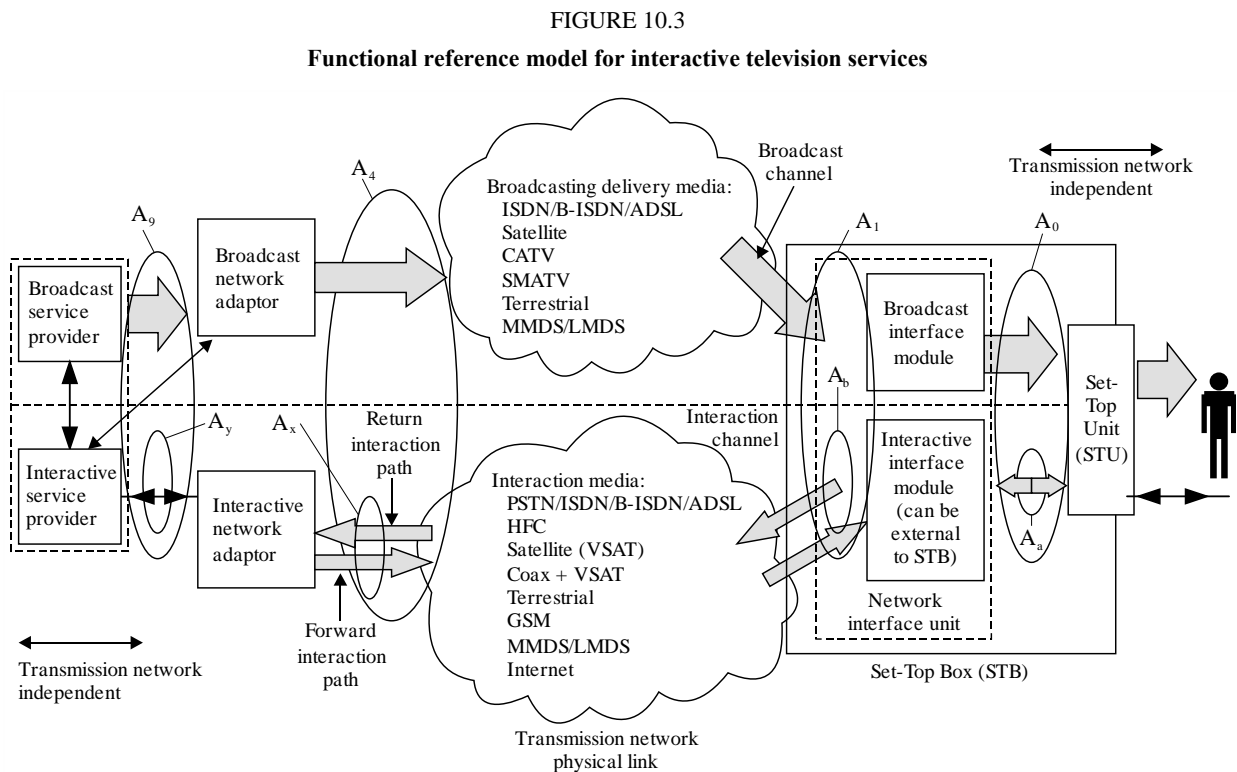 FIGURE 10.3
Functional reference model for interactive television services
A9
Broadcast
service
provider
Interactive
service
provider
Ay
Transmission network
independent
Broadcast
network
adaptor
Interactive
network
adaptor
A4
Ax
Return
interaction
path
Forward
interaction
path
Broadcasting delivery media:
ISDN/B-ISDN/ADSL
Satellite
CATV
SMATV
Terrestrial
MMDS/LMDS
Interaction media:
PSTN/ISDN/B-ISDN/ADSL
HFC
Satellite (VSAT)
Coax + VSAT
Terrestrial
GSM
MMDS/LMDS
Internet
Transmission network
physical link
Broadcast
channel
Interaction
channel
Transmission network
independent
A1
A0
Ab
Broadcast
interface
module
Interactive
interface
module
(can be
external
to STB)
Network
interface unit
Aa
Set-
Top
Unit
(STU)
Set-Top Box (STB)